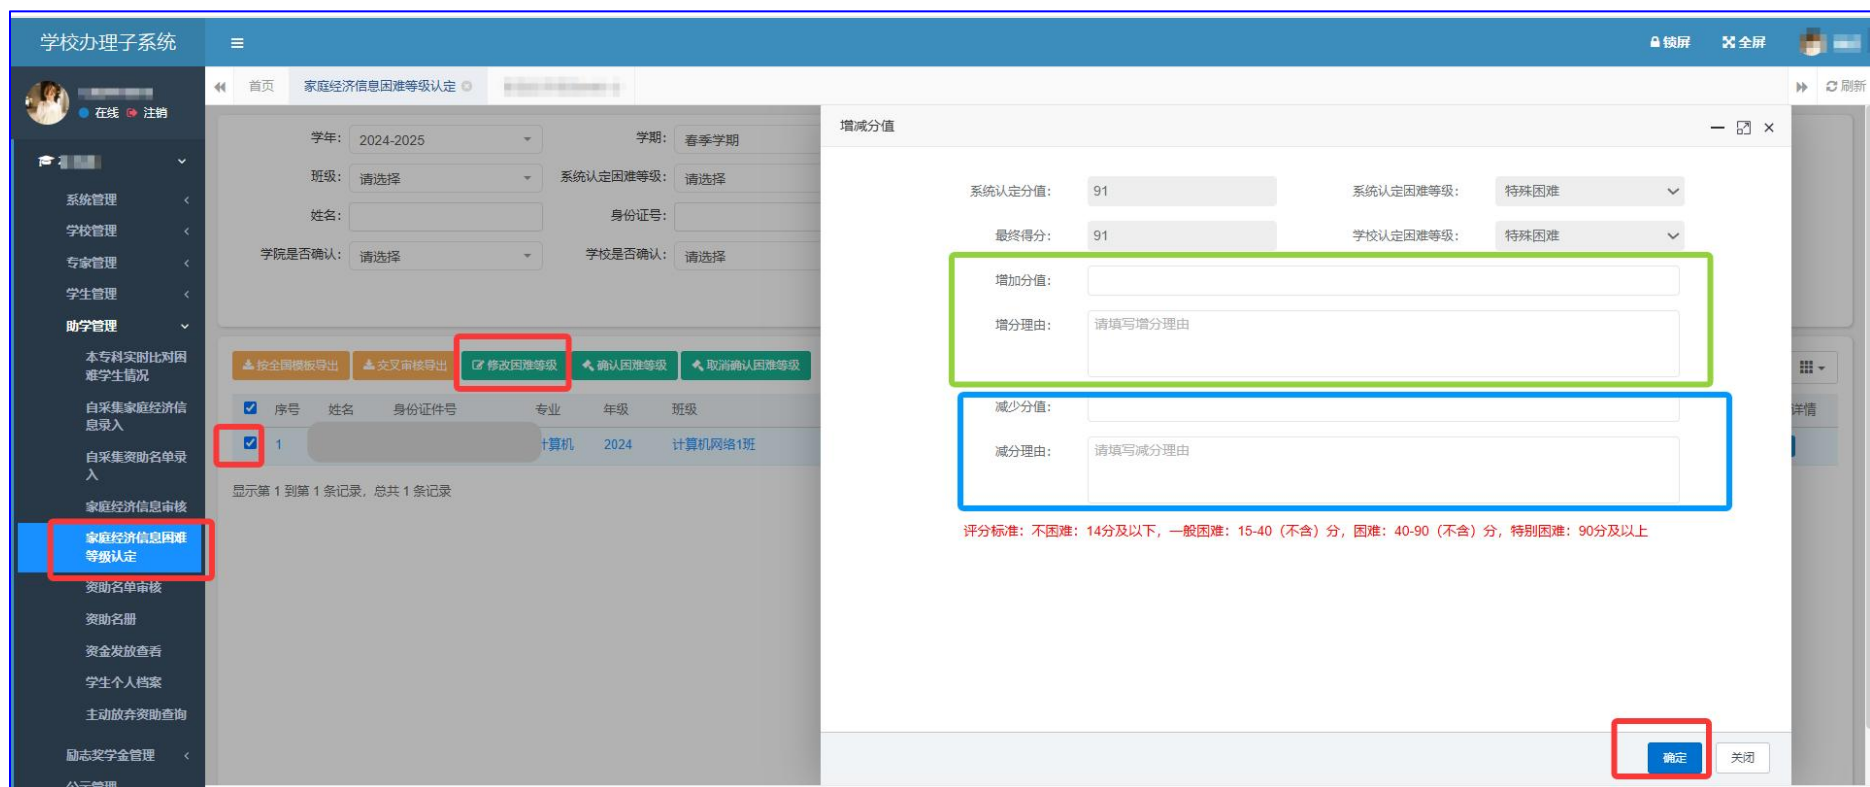 学校办理子系统
锁屏 全屏
在线 注销
首页 家庭经济信息困难等级认定
刷新
系统管理
学校管理
专家管理
学生管理
助学管理
本专科实时比对困
难学生情况
自采集家庭经济信
息录入
自采集资助名单录
入
家庭经济信息审核
家庭经济信息困难
等级认定
资助名单审核
资助名册
资金发放查看
学生个人档案
主动放弃资助查询
励志奖学金管理
公示管理
学年： 2024-2025 学期： 春季学期
班级： 请选择 系统认定困难等级： 请选择
姓名： 身份证号：
学院是否确认： 请选择 学校是否确认： 请选择
按全国模板导出 交叉审核导出 修改困难等级 确认困难等级 取消确认困难等级
序号 姓名 身份证件号 专业 年级 班级 详情
1 计算机 2024 计算机网络1班
显示第 1 到第 1 条记录，总共 1 条记录
增减分值
系统认定分值： 91 系统认定困难等级： 特殊困难
最终得分： 91 学校认定困难等级： 特殊困难
增加分值：
增分理由： 请填写增分理由
减少分值：
减分理由： 请填写减分理由
评分标准：不困难：14分及以下，一般困难：15-40（不含）分，困难：40-90（不含）分，特别困难：90分及以上
确定 关闭